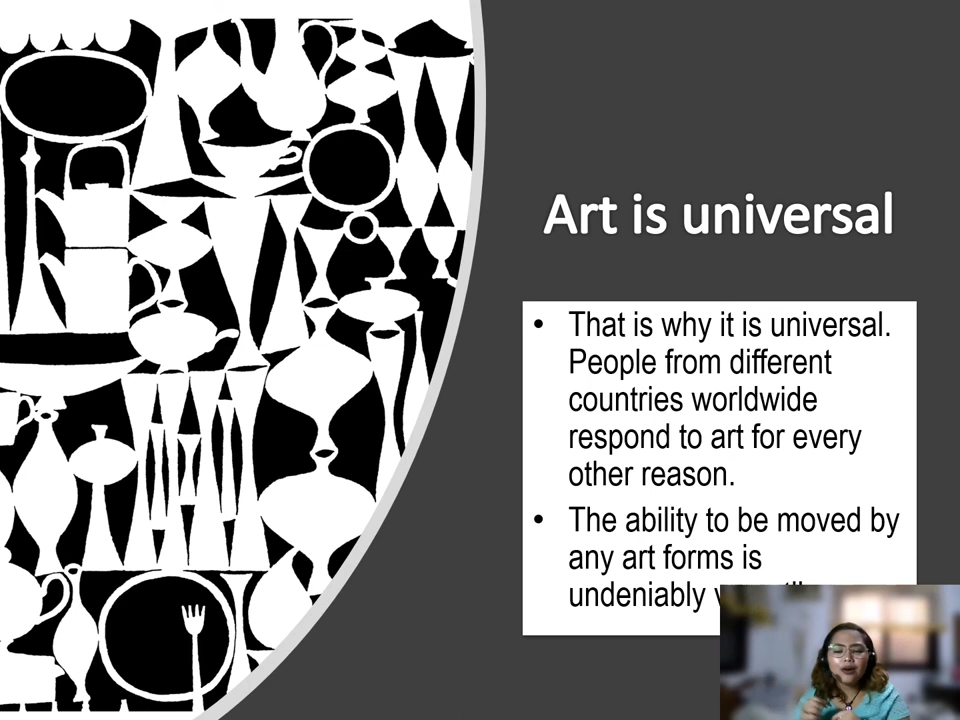 Art is universal
• That is why it is universal.
People from different
countries worldwide
respond to art for every
other reason.
• The ability to be moved by
any art forms is
undeniably